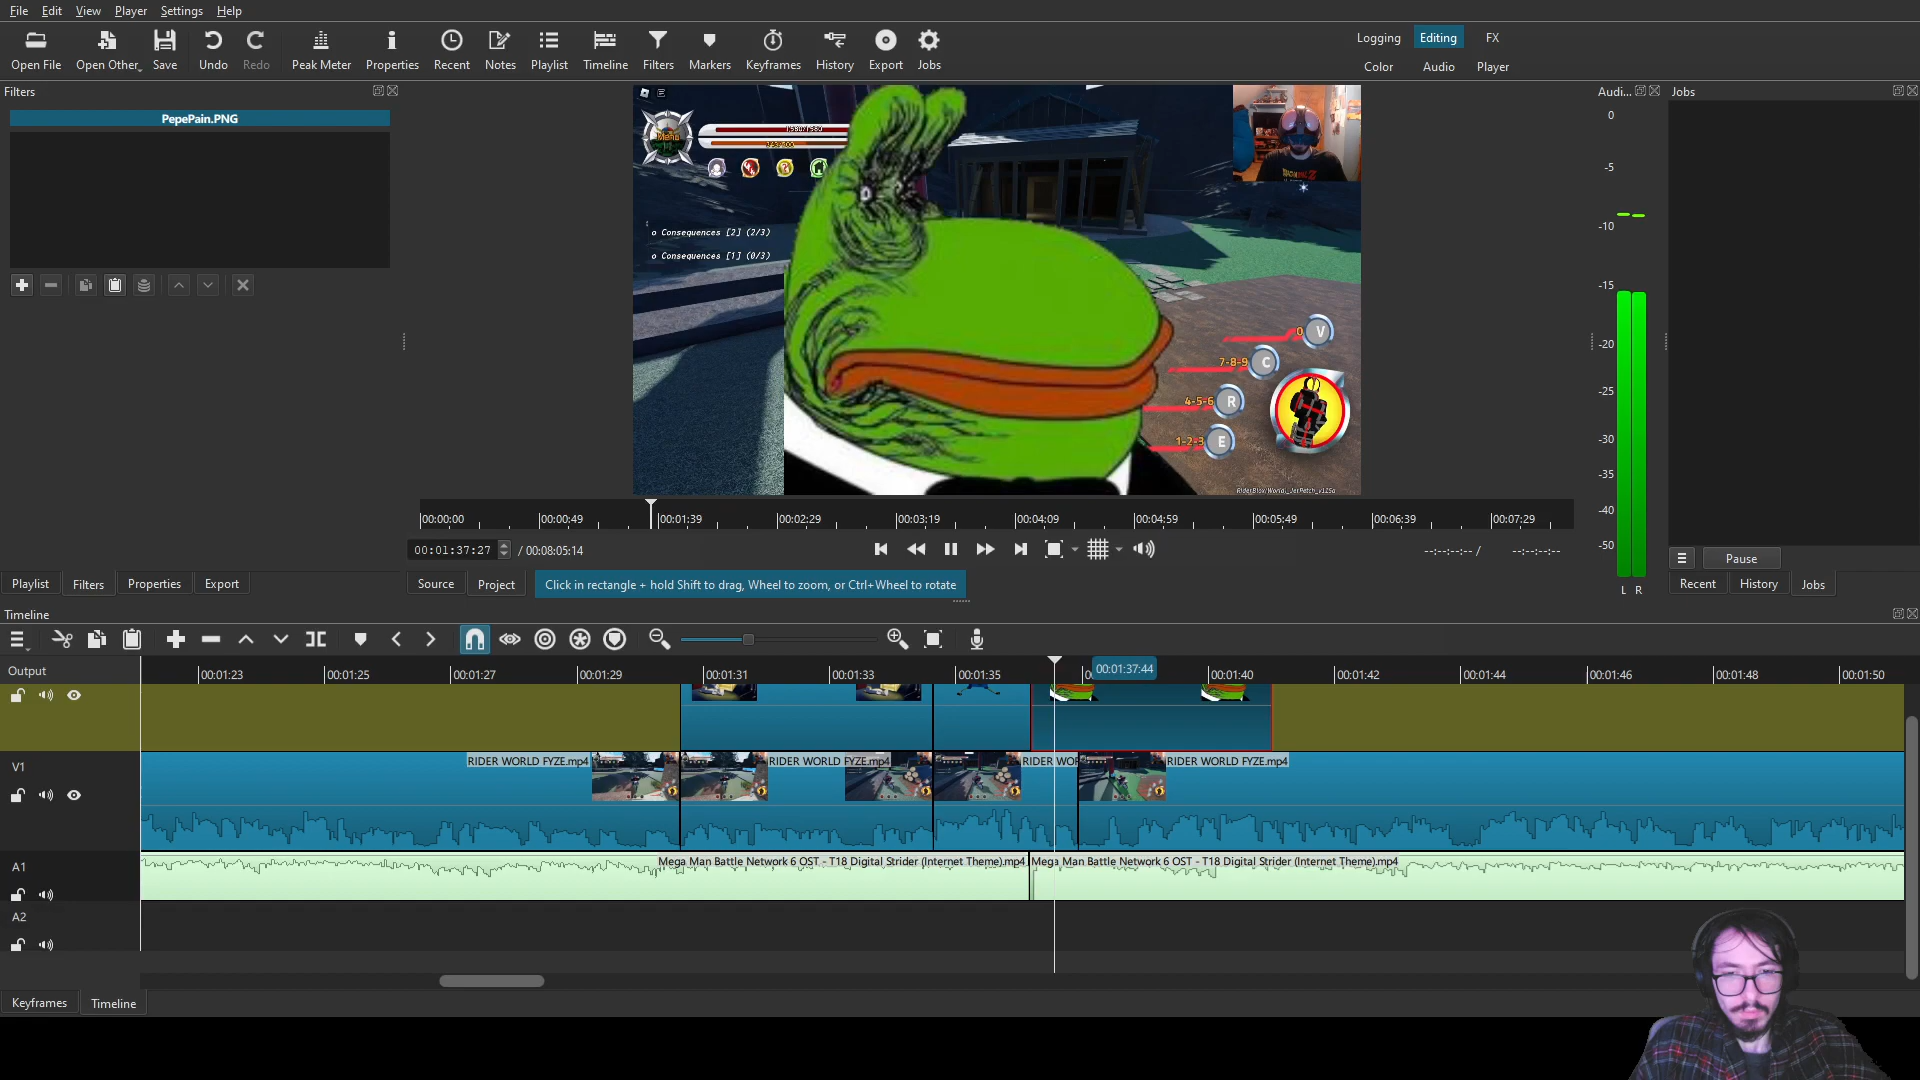 File Edit View Player Settings Help
Open File Open Other Save Undo Redo Peak Meter Properties Recent Notes Playlist Timeline Filters Markers Keyframes History Export Jobs
Logging Editing FX
Color Audio Player
Filters
PepePain.PNG
Audi...
Jobs
0
-5
-10
-15
-20
-25
-30
-35
-40
-45
-50
L R
1580/1580
o Consequences [2] (2/3)
o Consequences [1] (0/3)
0 V
7-8-9 C
4-5-6 R
1-2-3 E
00:00:00 00:00:49 00:01:39 00:02:29 00:03:19 00:04:09 00:04:59 00:05:49 00:06:39 00:07:29
00:01:37:27 / 00:08:05:14
--:--:--:-- / --:--:--:--
Pause
Playlist Filters Properties Export
Source Project Click in rectangle + hold Shift to drag, Wheel to zoom, or Ctrl+Wheel to rotate
Recent History Jobs
Timeline
Output
00:01:23 00:01:25 00:01:27 00:01:29 00:01:31 00:01:33 00:01:35 00:01:37:44 00:01:40 00:01:42 00:01:44 00:01:46 00:01:48 00:01:50
V1
RIDER WORLD FYZE.mp4 RIDER WORLD FYZE.mp4 RIDER WOR RIDER WORLD FYZE.mp4
A1
Mega Man Battle Network 6 OST - T18 Digital Strider (Internet Theme).mp4 Mega Man Battle Network 6 OST - T18 Digital Strider (Internet Theme).mp4
A2
Keyframes Timeline